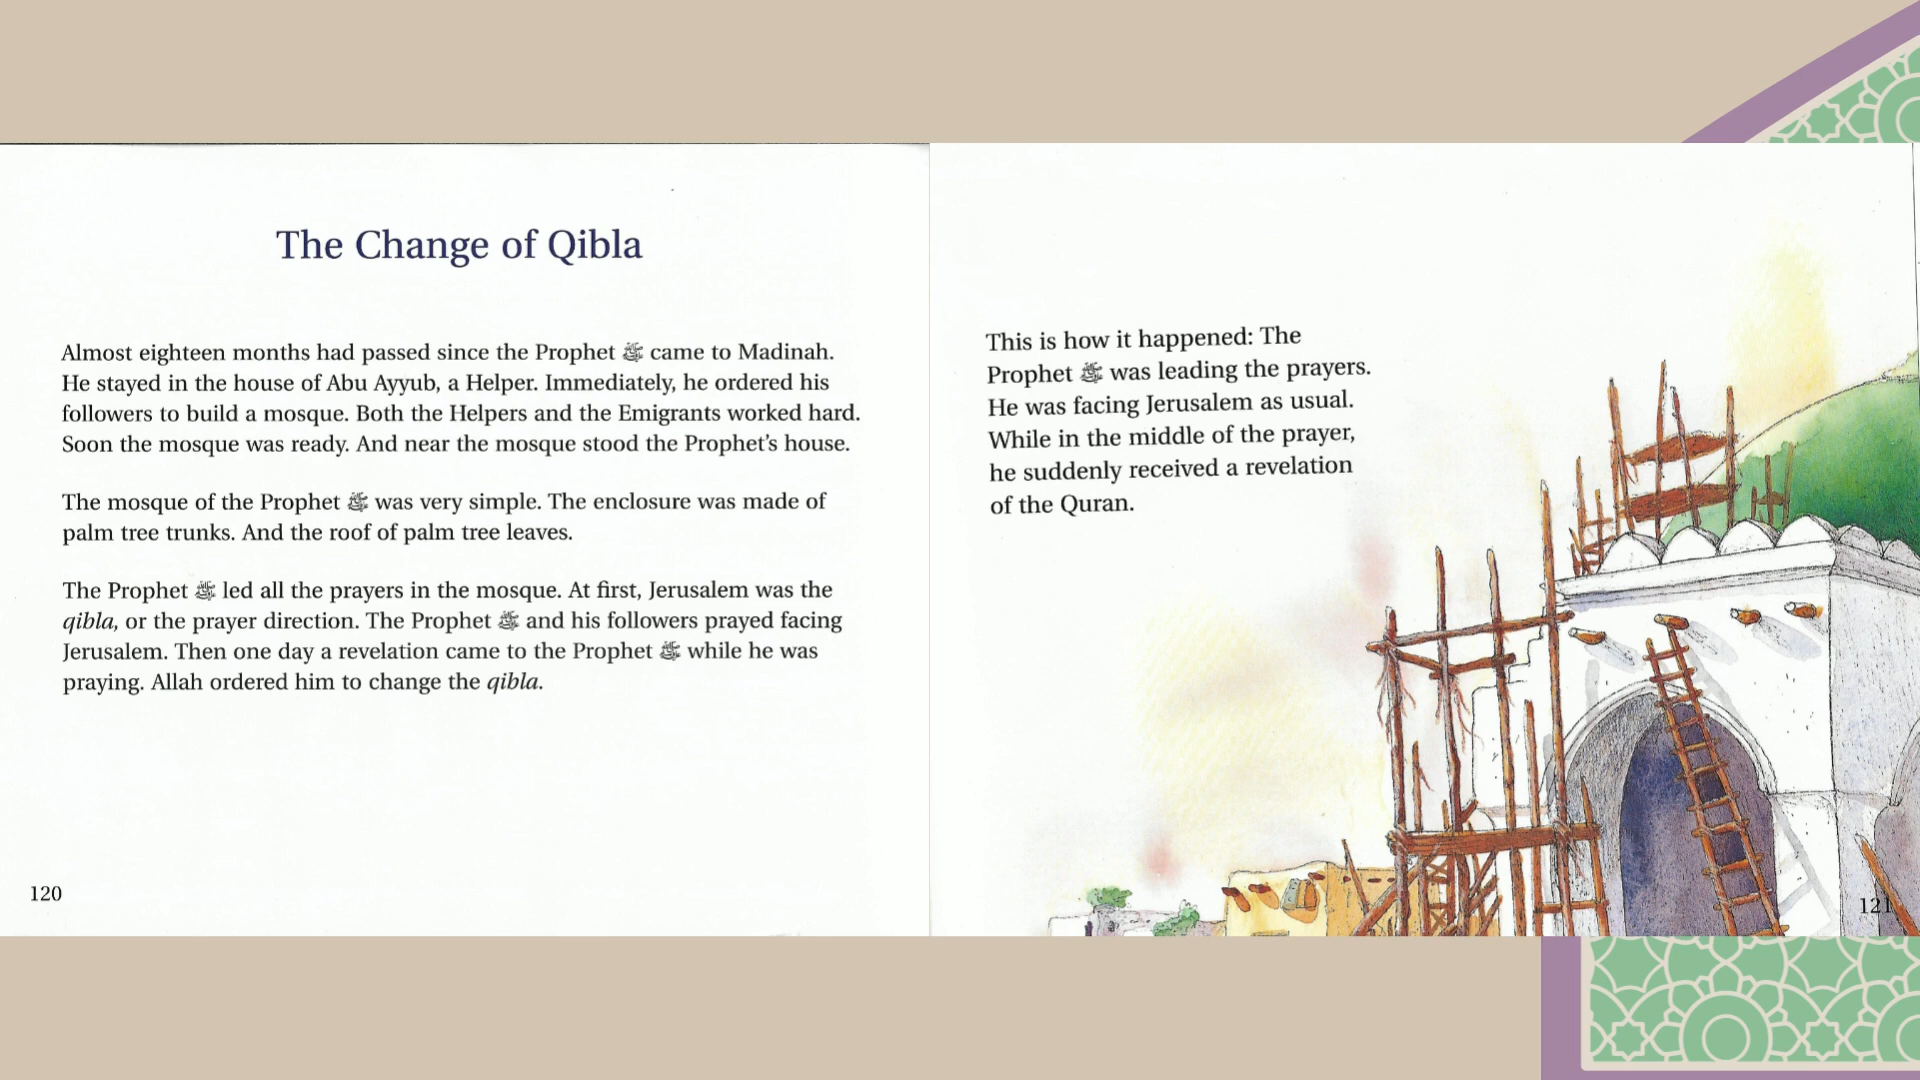 The Change of Qibla
Almost eighteen months had passed since the Prophet ﷺ came to Madinah.
He stayed in the house of Abu Ayyub, a Helper. Immediately, he ordered his
followers to build a mosque. Both the Helpers and the Emigrants worked hard.
Soon the mosque was ready. And near the mosque stood the Prophet’s house.
The mosque of the Prophet ﷺ was very simple. The enclosure was made of
palm tree trunks. And the roof of palm tree leaves.
The Prophet ﷺ led all the prayers in the mosque. At first, Jerusalem was the
qibla, or the prayer direction. The Prophet ﷺ and his followers prayed facing
Jerusalem. Then one day a revelation came to the Prophet ﷺ while he was
praying. Allah ordered him to change the qibla.
120
This is how it happened: The
Prophet ﷺ was leading the prayers.
He was facing Jerusalem as usual.
While in the middle of the prayer,
he suddenly received a revelation
of the Quran.
121